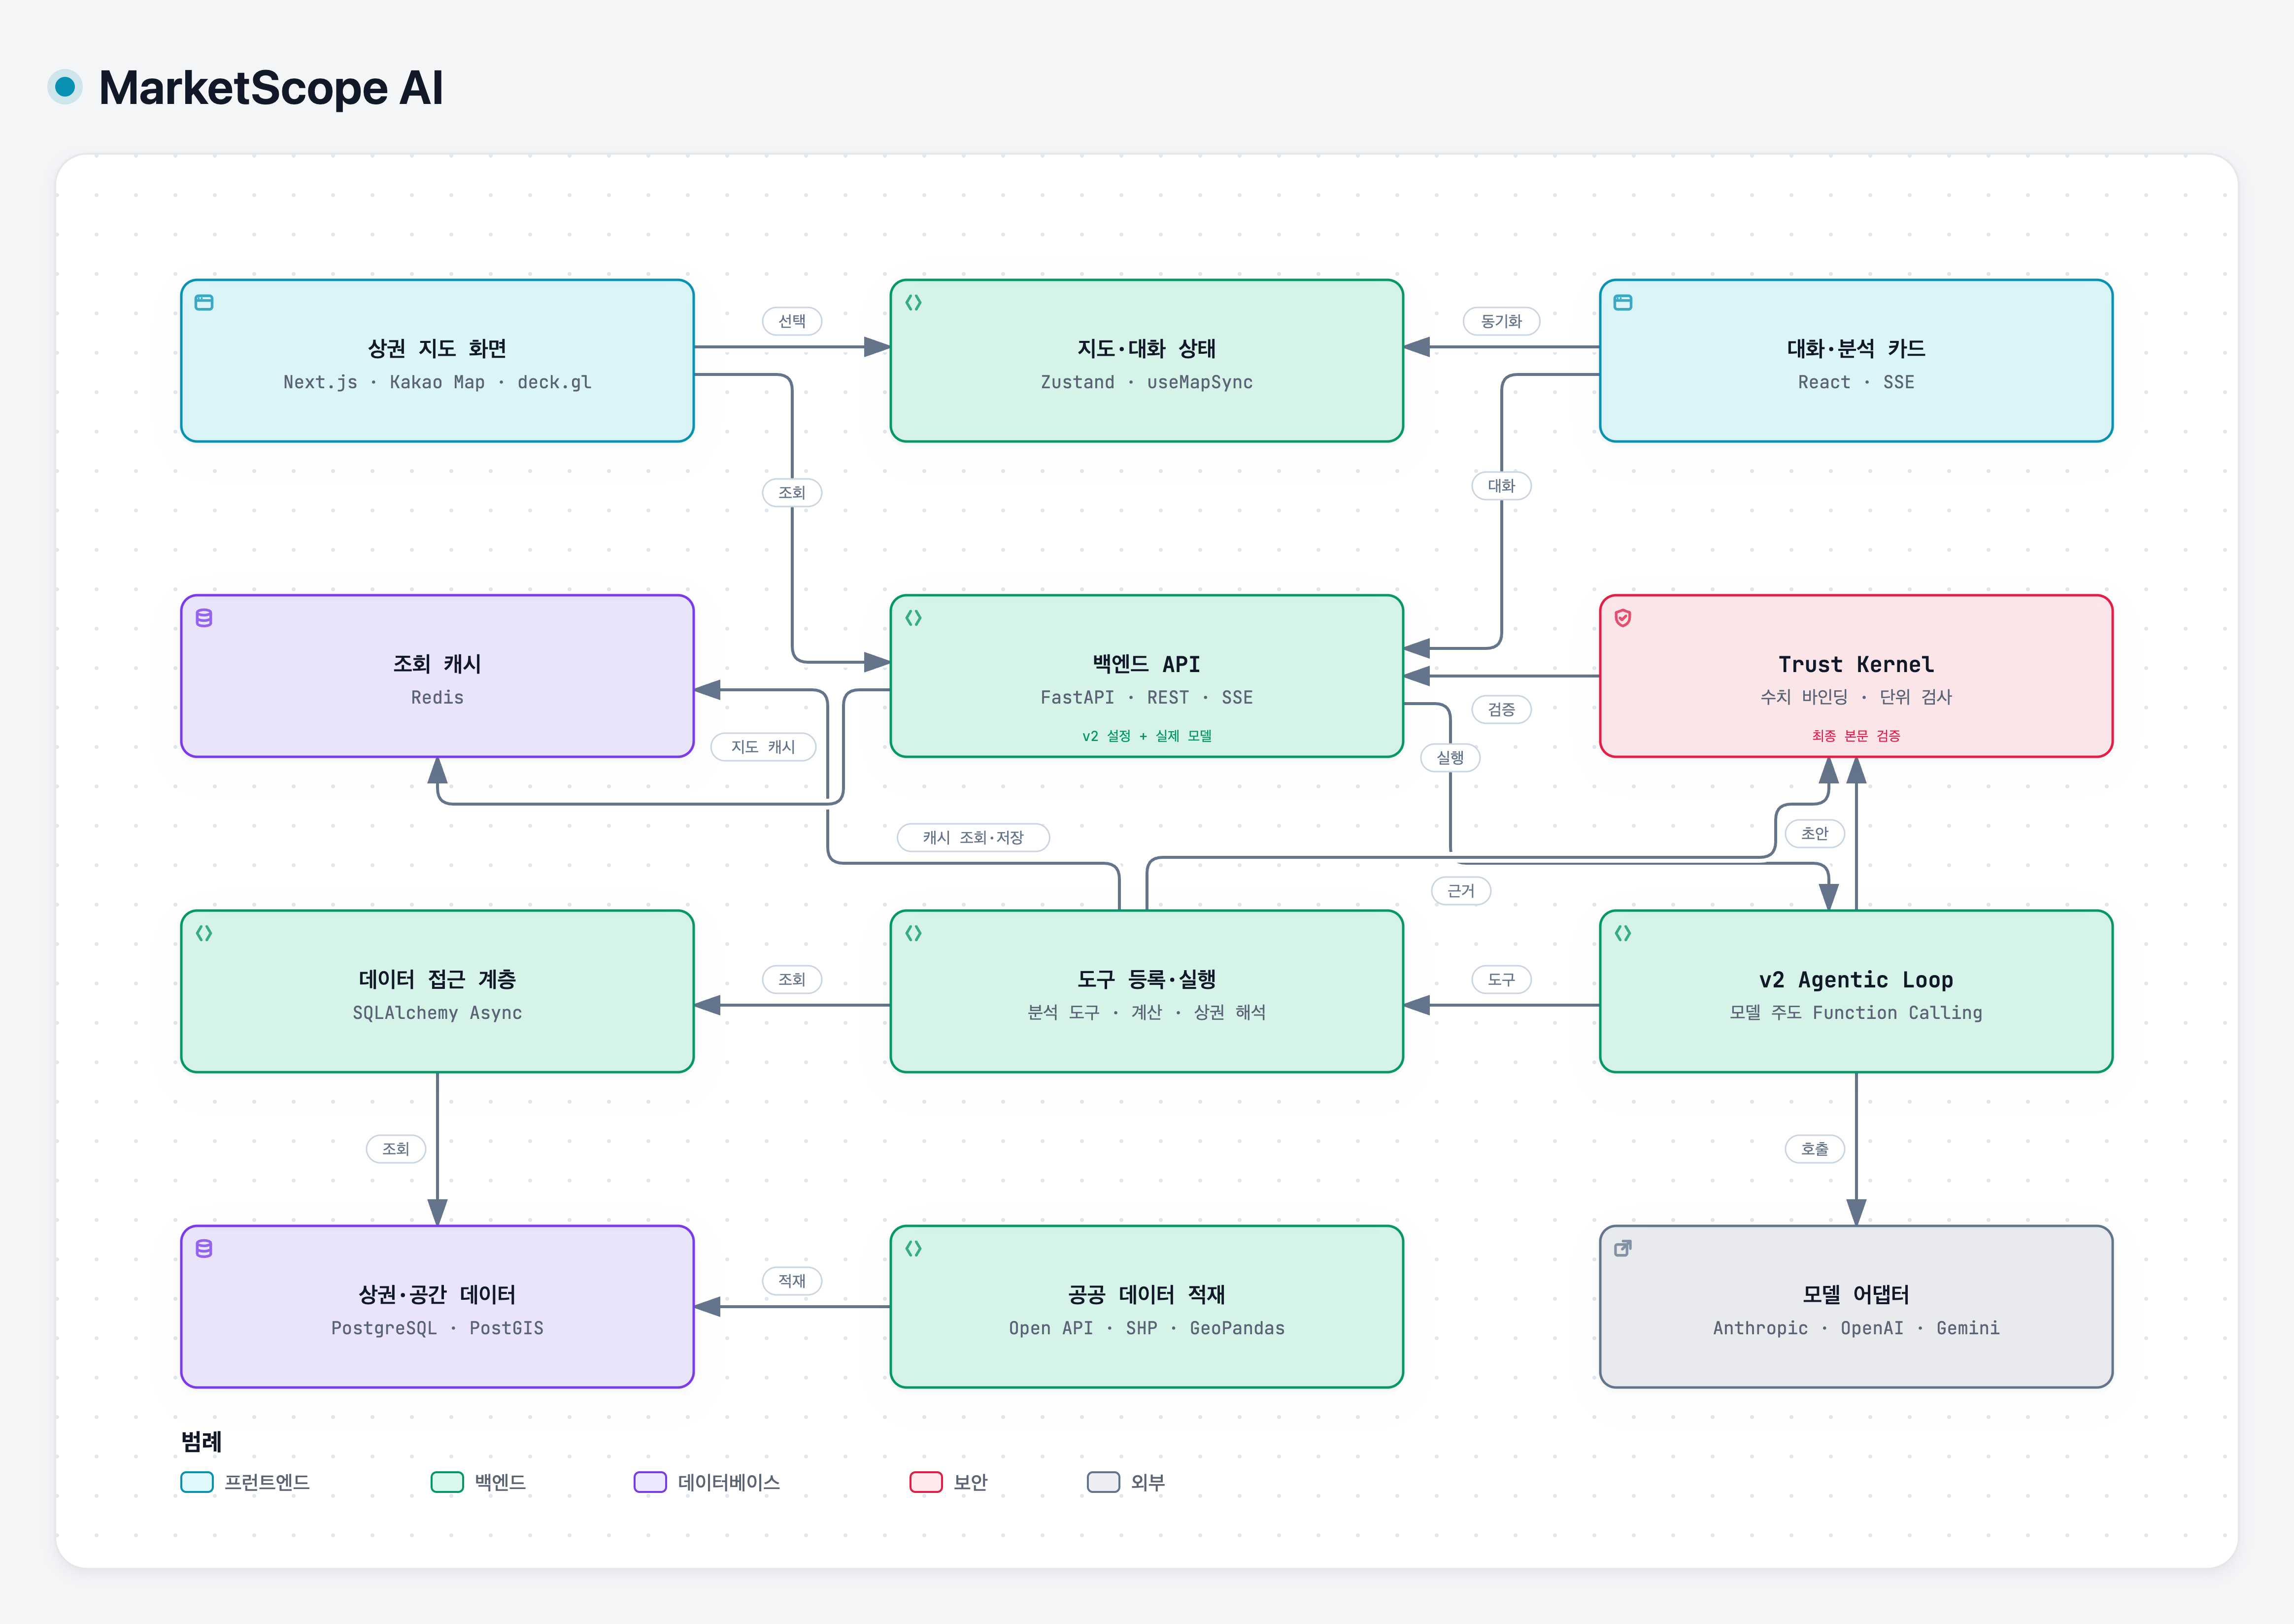 MarketScope AI
상권 지도 화면
Next.js · Kakao Map · deck.gl
선택
지도·대화 상태
Zustand · useMapSync
동기화
대화·분석 카드
React · SSE
조회
대화
조회 캐시
Redis
백엔드 API
FastAPI · REST · SSE
v2 설정 + 실제 모델
검증
Trust Kernel
수치 바인딩 · 단위 검사
최종 본문 검증
지도 캐시
실행
캐시 조회·저장
초안
근거
데이터 접근 계층
SQLAlchemy Async
조회
도구 등록·실행
분석 도구 · 계산 · 상권 해석
도구
v2 Agentic Loop
모델 주도 Function Calling
조회
호출
상권·공간 데이터
PostgreSQL · PostGIS
적재
공공 데이터 적재
Open API · SHP · GeoPandas
모델 어댑터
Anthropic · OpenAI · Gemini
범례
프런트엔드
백엔드
데이터베이스
보안
외부